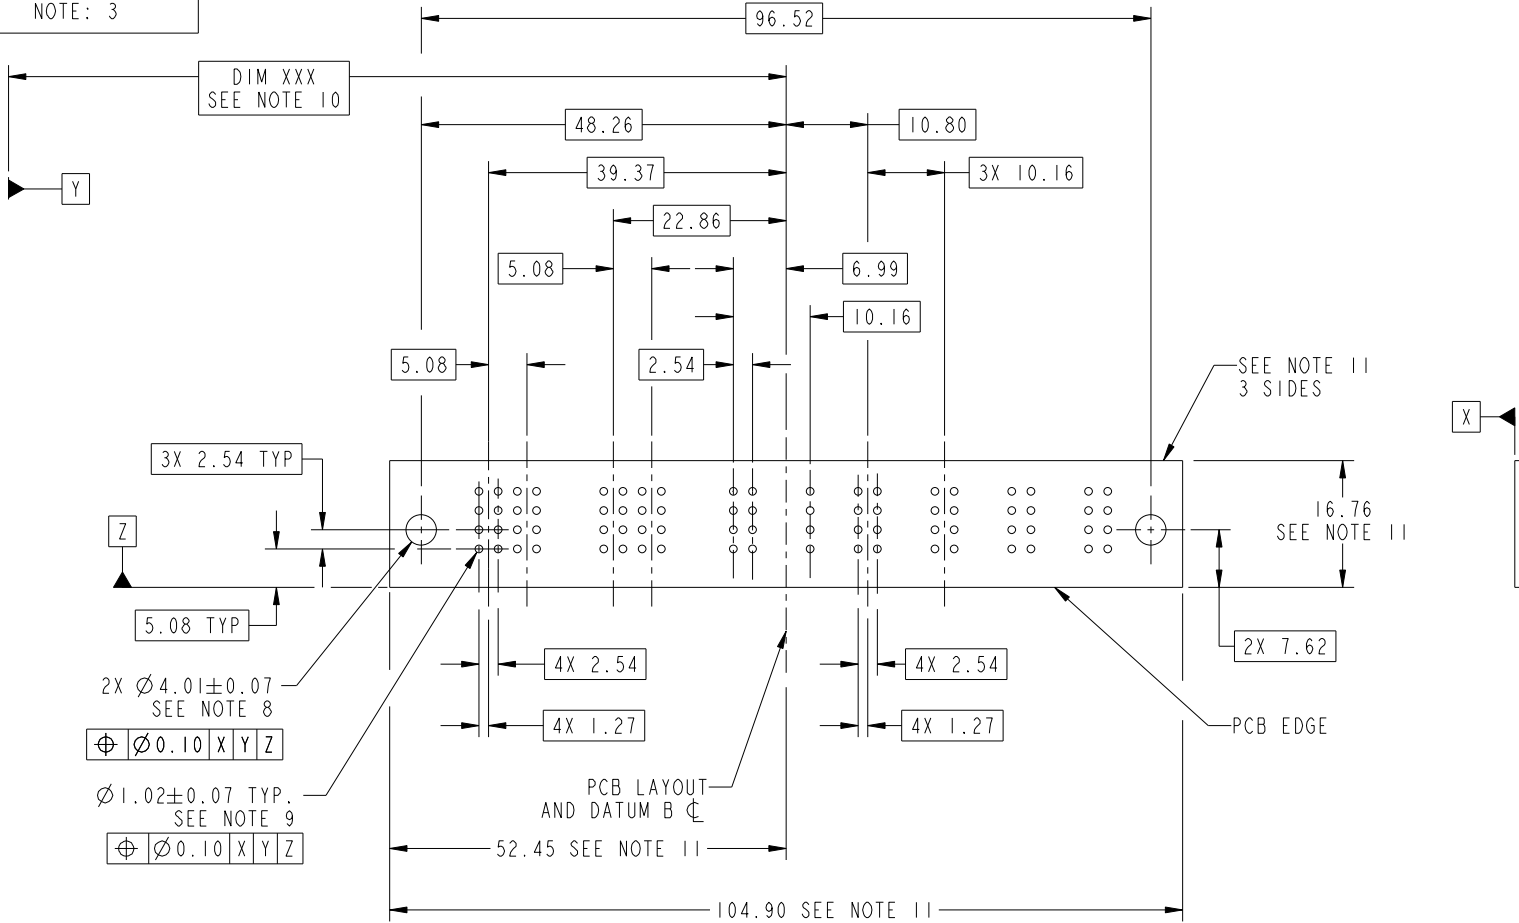 NOTE: 3
96.52
DIM XXX
SEE NOTE 10
48.26
10.80
39.37
3X 10.16
Y
22.86
5.08
6.99
10.16
5.08
2.54
SEE NOTE 11
3 SIDES
X
3X 2.54 TYP
16.76
SEE NOTE 11
Z
5.08 TYP
2X 7.62
4X 2.54
4X 2.54
2X Ø4.01±0.07
SEE NOTE 8
⌖ Ø0.10 X Y Z
4X 1.27
4X 1.27
PCB EDGE
Ø1.02±0.07 TYP.
SEE NOTE 9
⌖ Ø0.10 X Y Z
PCB LAYOUT
AND DATUM B ℄
52.45 SEE NOTE 11
104.90 SEE NOTE 11